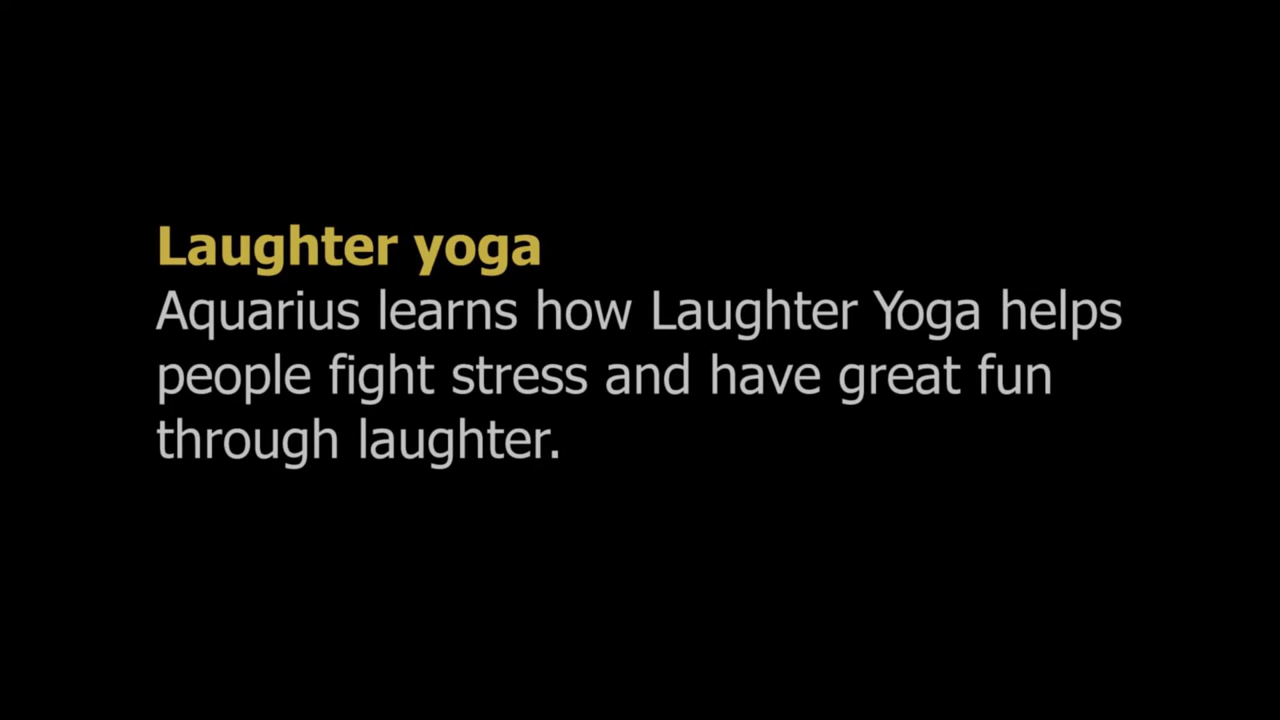 Laughter yoga
Aquarius learns how Laughter Yoga helps
people fight stress and have great fun
through laughter.